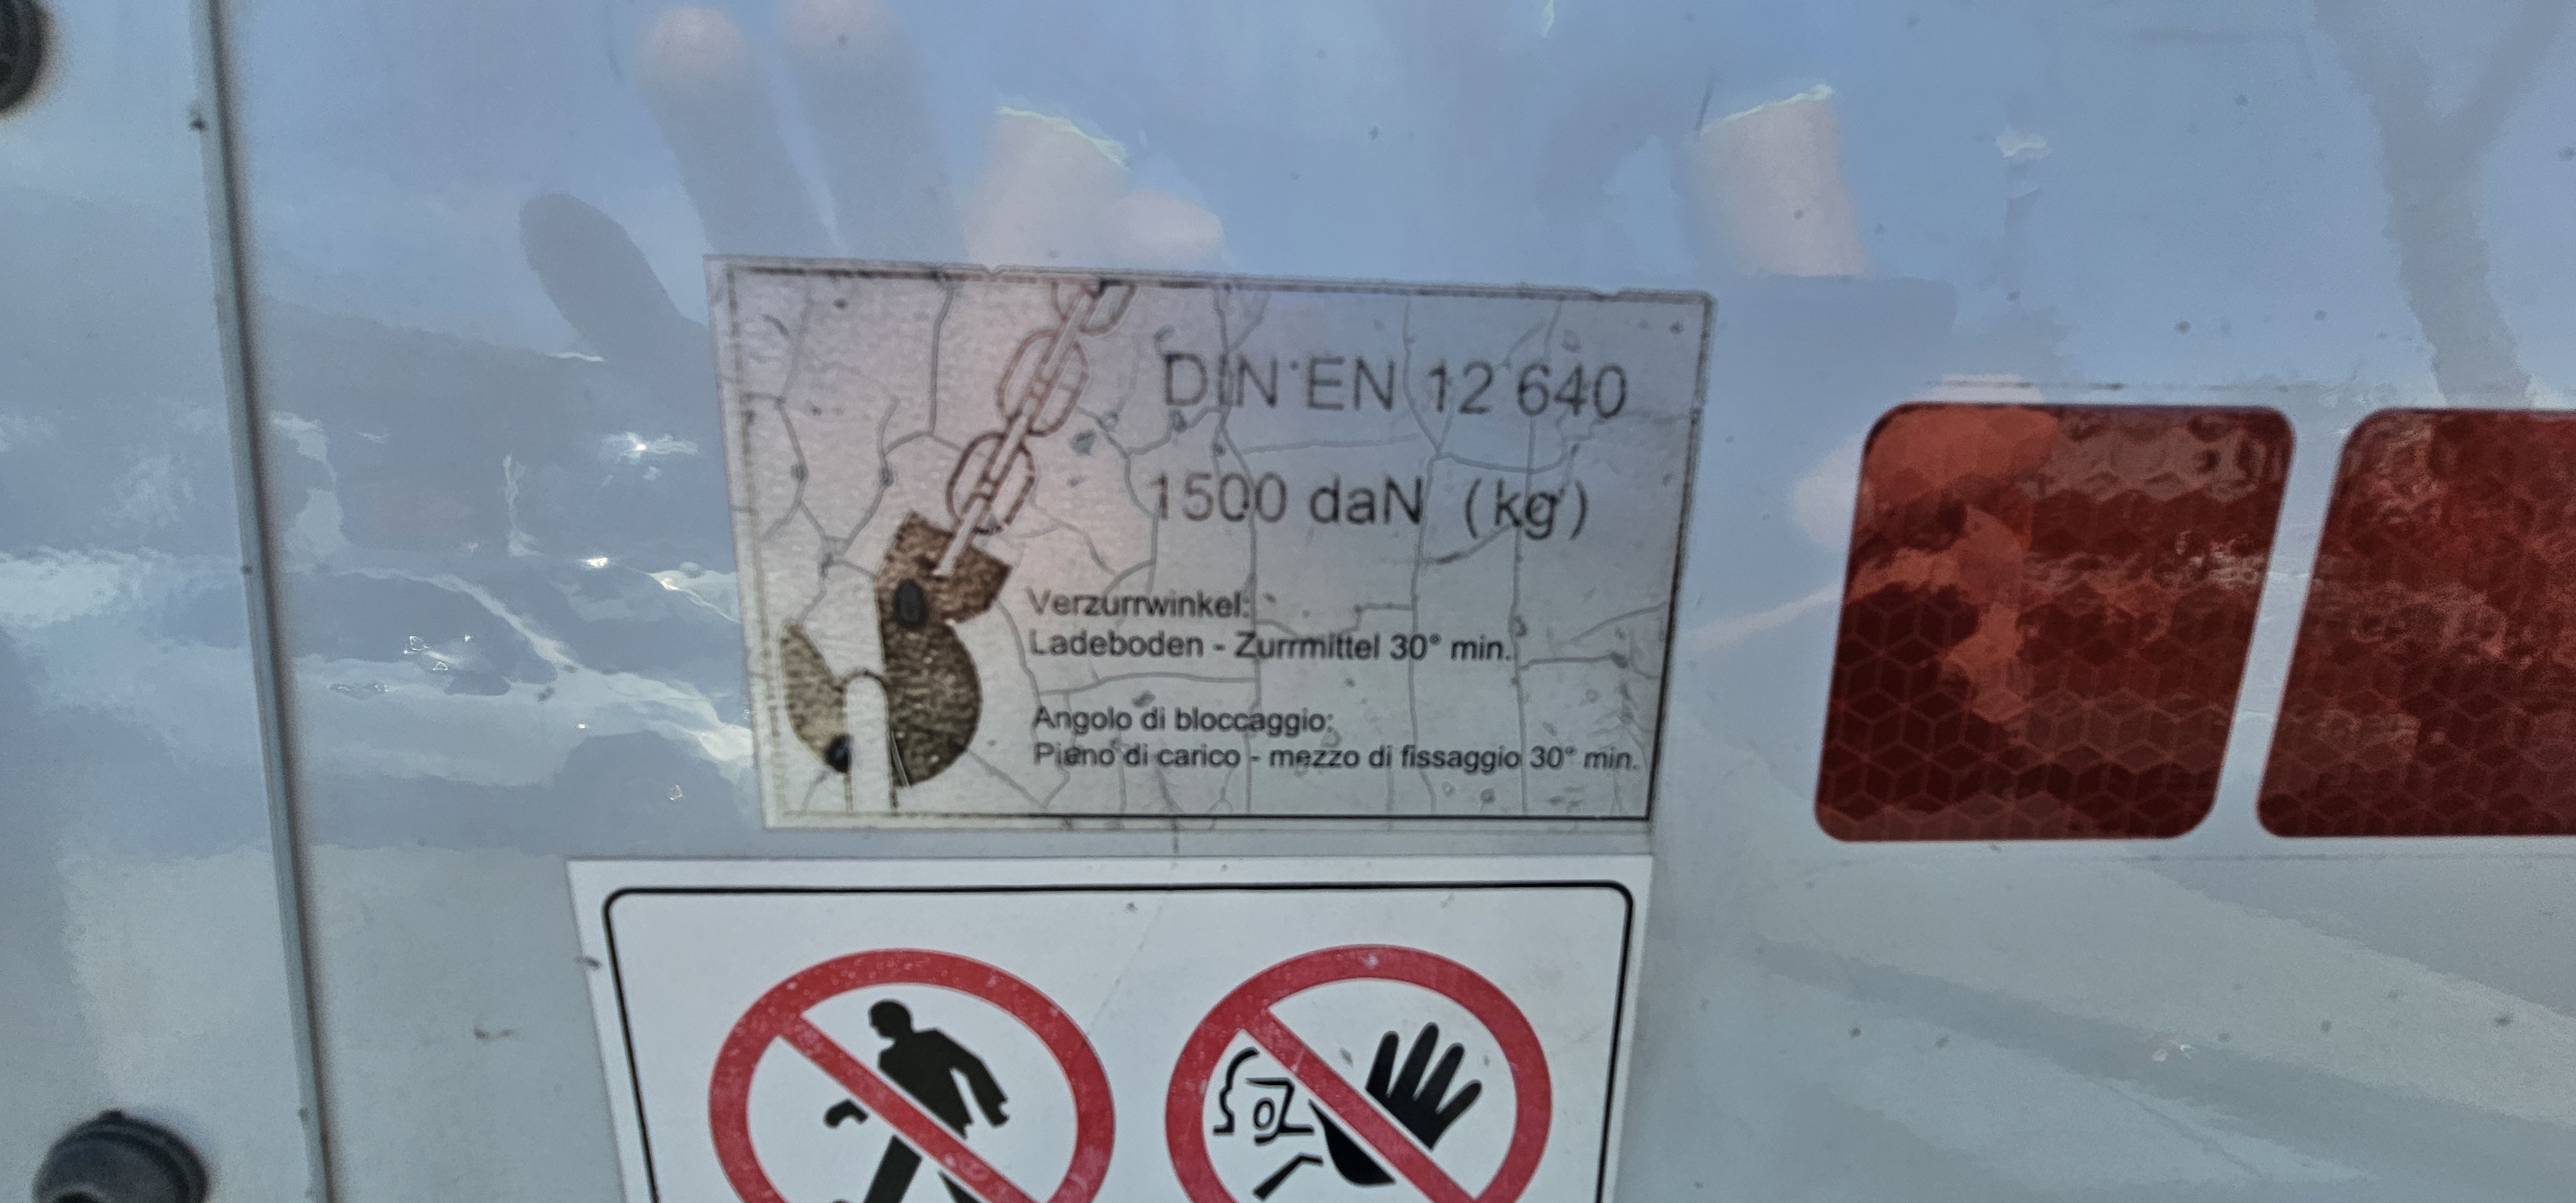 DIN EN 12 640
1500 daN (kg)
Verzurrwinkel:
Ladeboden - Zurrmittel 30° min.
Angolo di bloccaggio:
Piano di carico - mezzo di fissaggio 30° min.